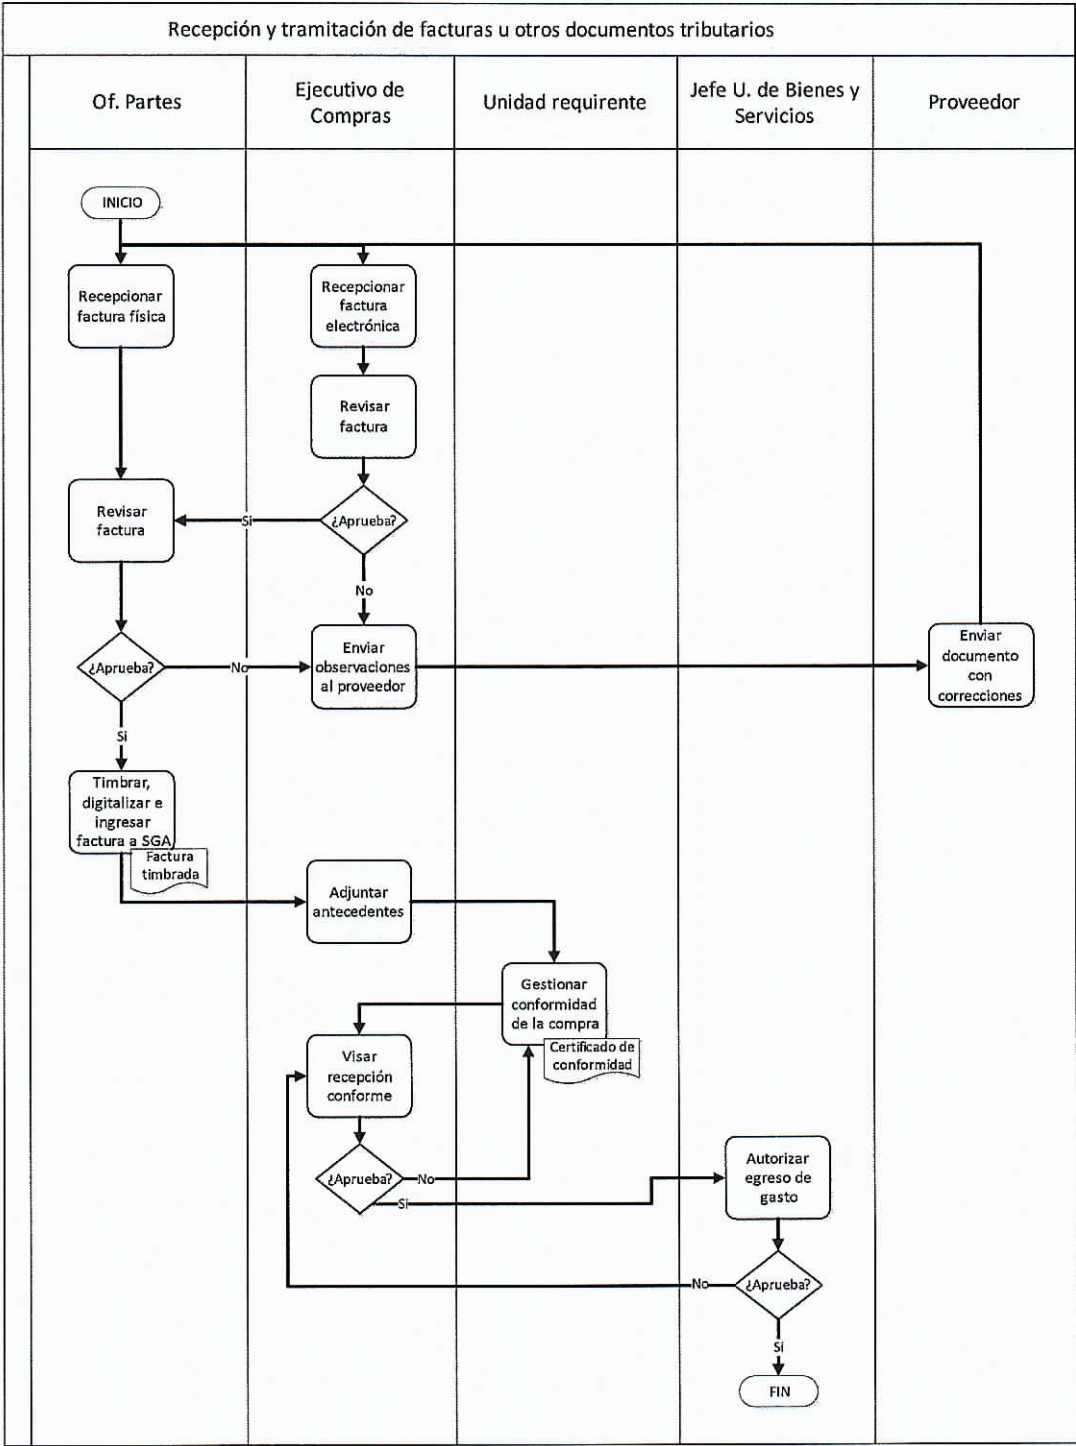 Recepción y tramitación de facturas u otros documentos tributarios
Of. Partes
Ejecutivo de
Compras
Unidad requirente
Jefe U. de Bienes y
Servicios
Proveedor
INICIO
Recepcionar
factura física
Recepcionar
factura
electrónica
Revisar
factura
Revisar
factura
Si
¿Aprueba?
No
¿Aprueba?
No
Enviar
observaciones
al proveedor
Enviar
documento
con
correcciones
Si
Timbrar,
digitalizar e
ingresar
factura a SGA
Factura
timbrada
Adjuntar
antecedentes
Gestionar
conformidad
de la compra
Certificado de
conformidad
Visar
recepción
conforme
¿Aprueba?
No
Si
Autorizar
egreso de
gasto
No
¿Aprueba?
Si
FIN